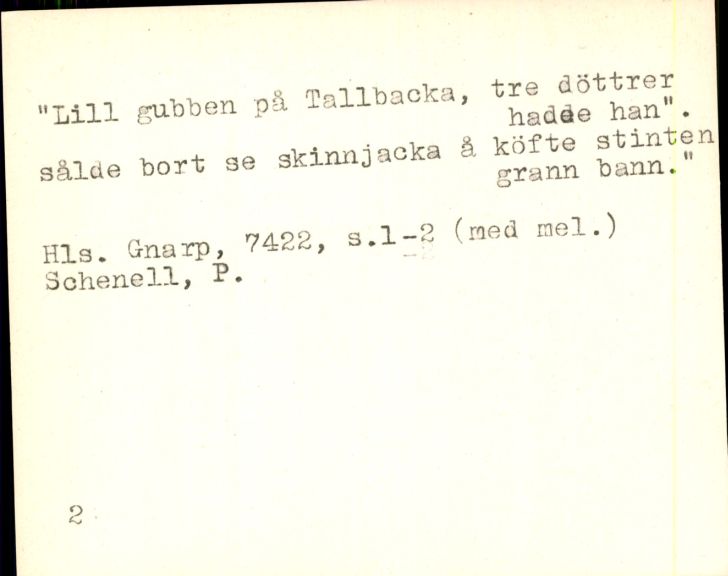 "Lill gubben på Tallbacka, tre döttrer
hadde han".
sålde bort se skinnjacka å köfte stinten
grann bann."
Hls. Gnarp, 7422, s.1-2 (med mel.)
Schenell, P.
2